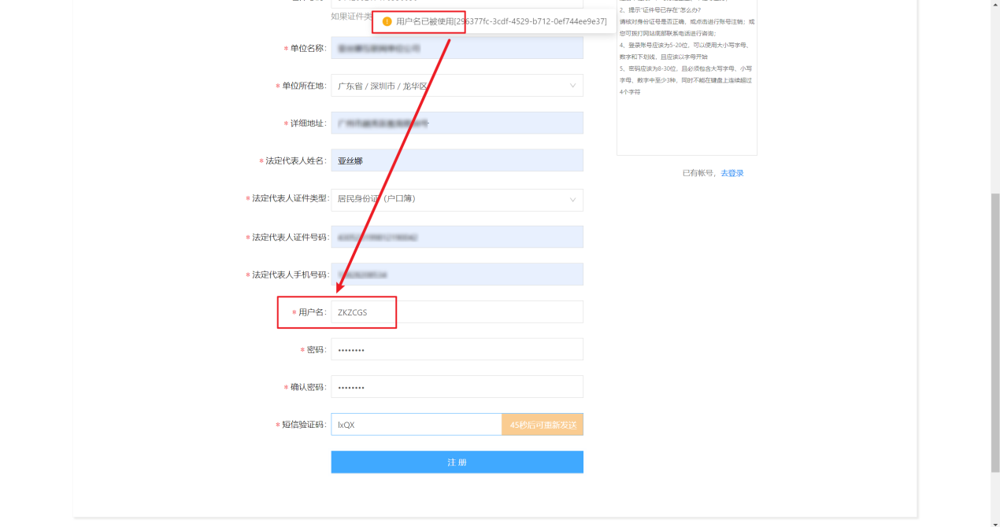 如果证件类
用户名已被使用[296377fc-3cdf-4529-b712-0ef744ee9e37]
* 单位名称:
* 单位所在地: 广东省 / 深圳市 / 龙华区
* 详细地址:
* 法定代表人姓名: 亚丝娜
* 法定代表人证件类型: 居民身份证（户口簿）
* 法定代表人证件号码:
* 法定代表人手机号码:
* 用户名: ZKZCGS
* 密码: ••••••••
* 确认密码: ••••••••
* 短信验证码: lxQX 45秒后可重新发送
注 册
2、提示“证件号已存在”怎么办?
请核对身份证号是否正确，或点击进行账号注销；或
您可拨打网站底部联系电话进行咨询；
4、登录账号应该为5-20位，可以使用大小写字母、
数字和下划线，且应该以字母开始
5、密码应该为8-30位，且必须包含大写字母、小写
字母、数字中至少3种，同时不能在键盘上连续超过
4个字符
已有帐号，去登录